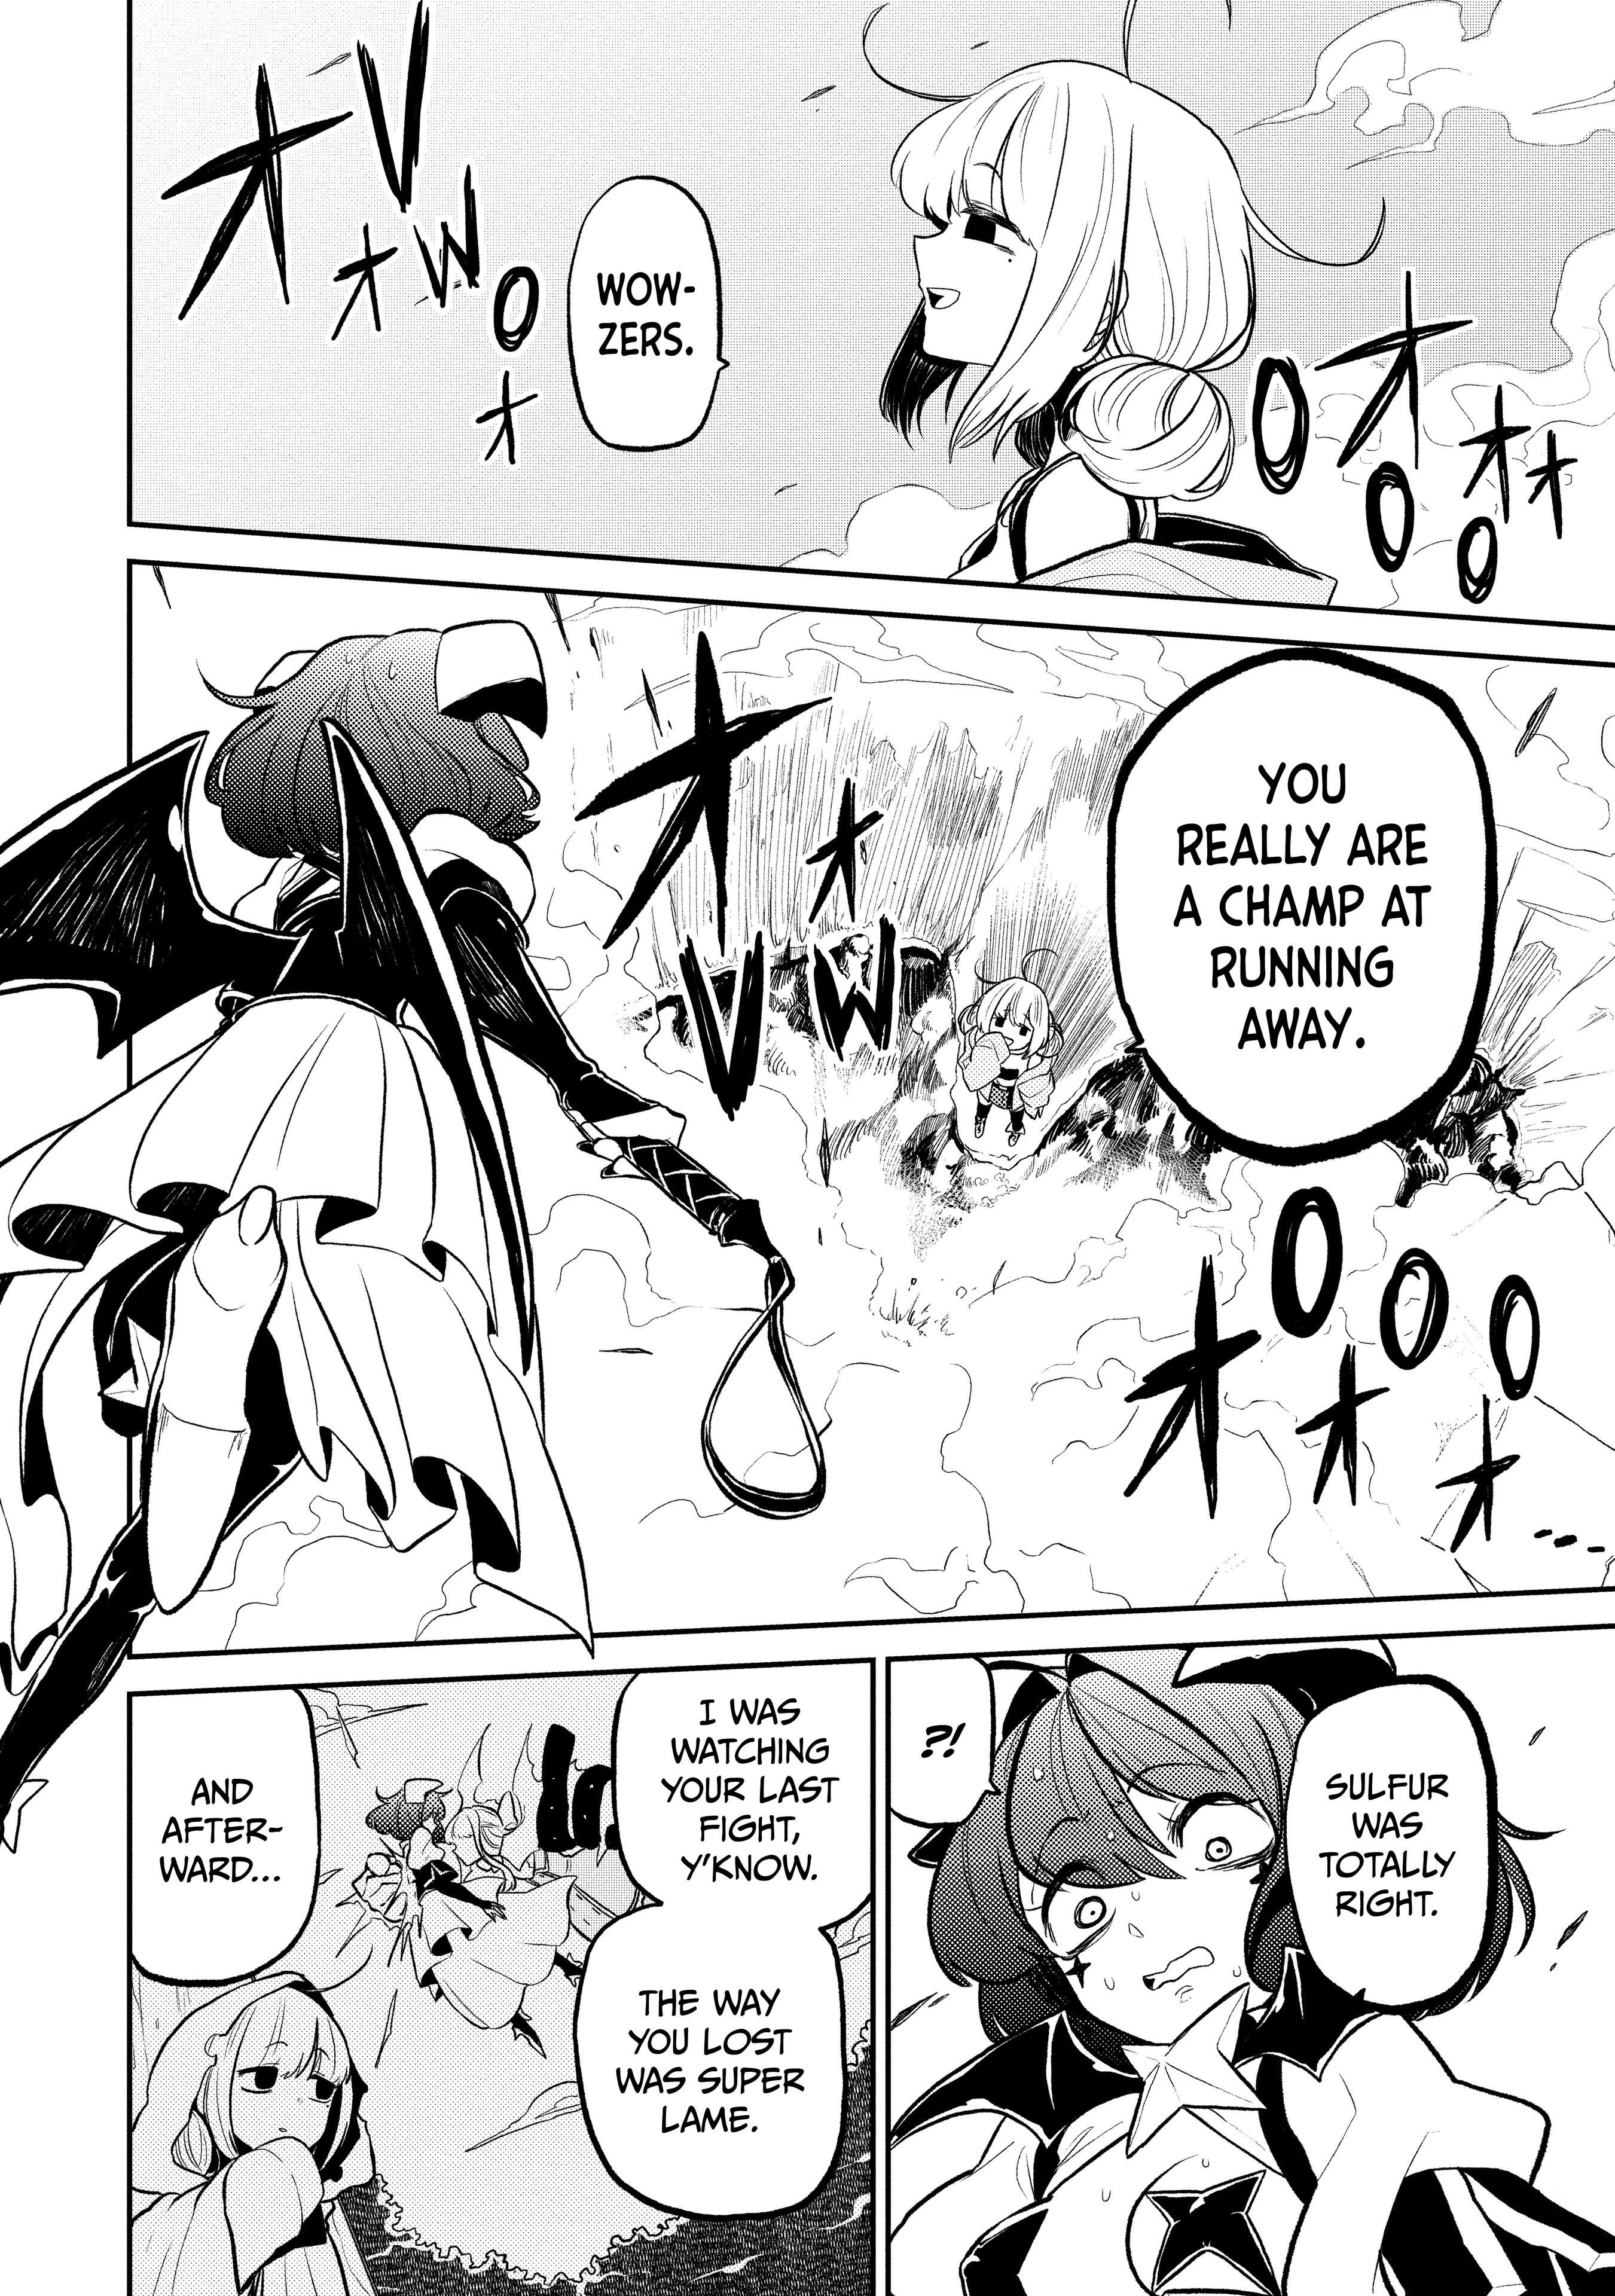 WOW-
ZERS.
YOU
REALLY ARE
A CHAMP AT
RUNNING
AWAY.
SULFUR
WAS
TOTALLY
RIGHT.
?!
I WAS
WATCHING
YOUR LAST
FIGHT,
Y'KNOW.
THE WAY
YOU LOST
WAS SUPER
LAME.
AND
AFTER-
WARD...